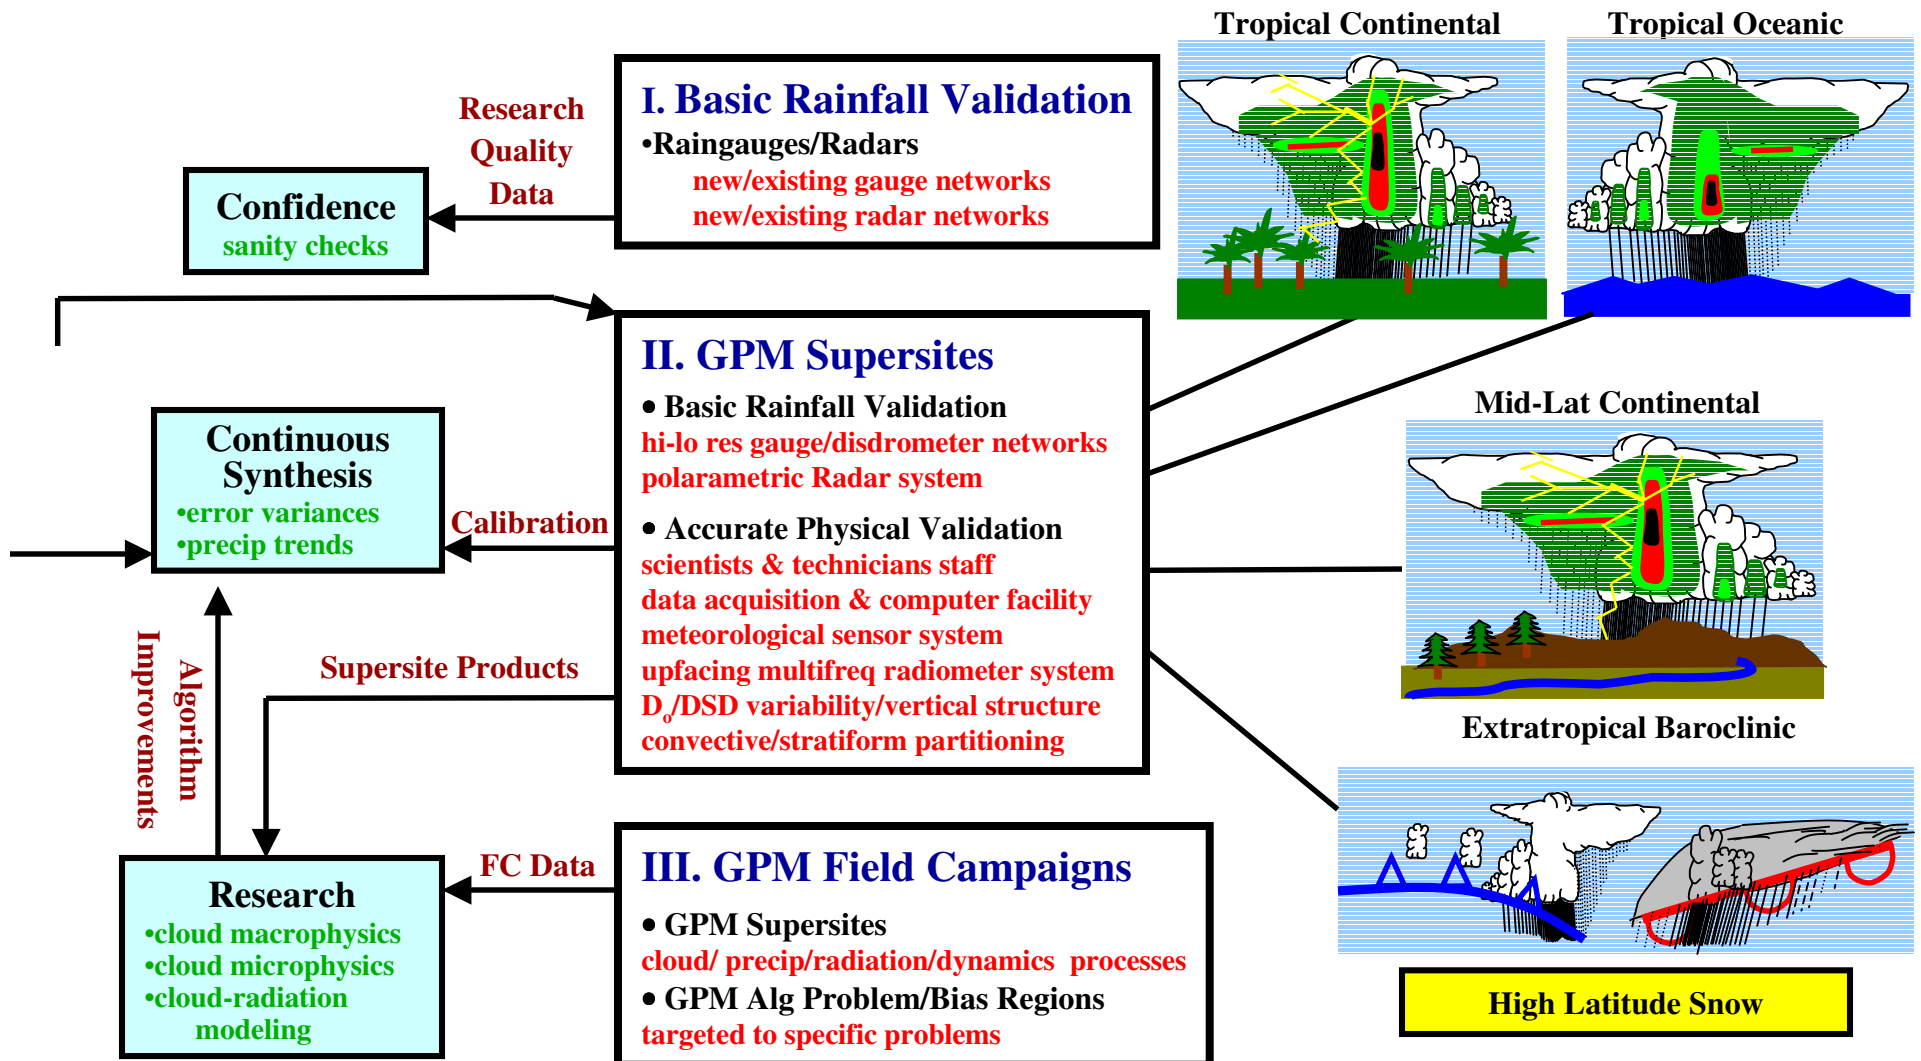 Tropical Continental
Tropical Oceanic
I. Basic Rainfall Validation
•Raingauges/Radars
new/existing gauge networks
new/existing radar networks
Research
Quality
Data
Confidence
sanity checks
II. GPM Supersites
• Basic Rainfall Validation
hi-lo res gauge/disdrometer networks
polarametric Radar system
• Accurate Physical Validation
scientists & technicians staff
data acquisition & computer facility
meteorological sensor system
upfacing multifreq radiometer system
Do/DSD variability/vertical structure
convective/stratiform partitioning
Continuous
Synthesis
•error variances
•precip trends
Calibration
Supersite Products
Algorithm
Improvements
Mid-Lat Continental
Extratropical Baroclinic
Research
•cloud macrophysics
•cloud microphysics
•cloud-radiation
modeling
FC Data
III. GPM Field Campaigns
• GPM Supersites
cloud/ precip/radiation/dynamics processes
• GPM Alg Problem/Bias Regions
targeted to specific problems
High Latitude Snow